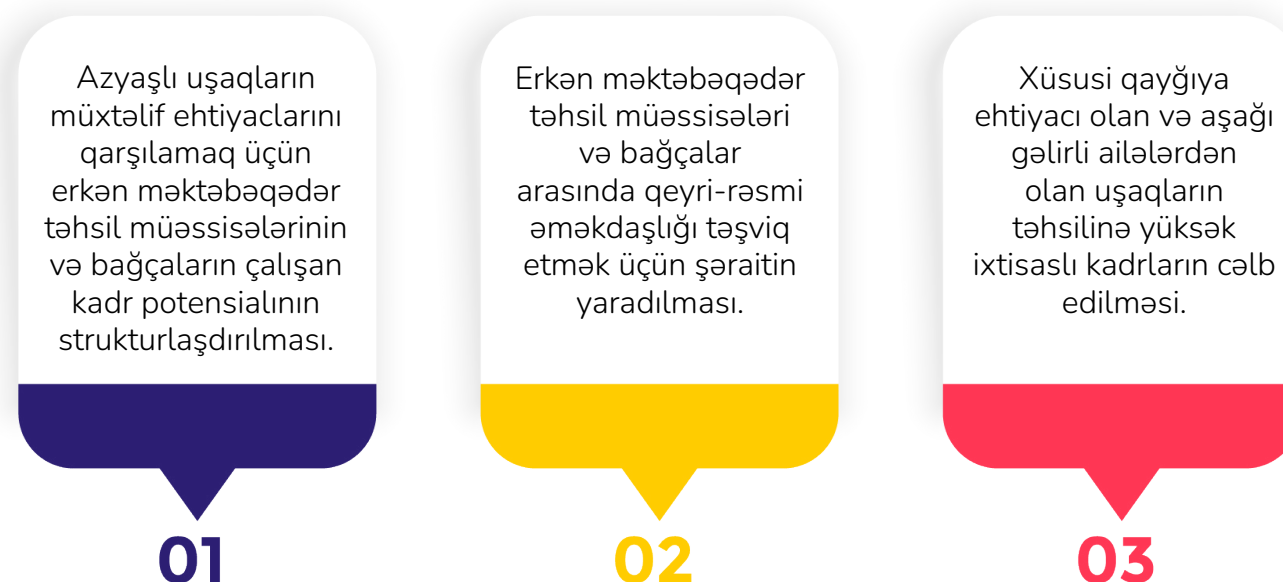 Azyaşlı uşaqların
müxtəlif ehtiyaclarını
qarşılamaq üçün
erkən məktəbəqədər
təhsil müəssisələrinin
və bağçaların çalışan
kadr potensialının
strukturlaşdırılması.
01
Erkən məktəbəqədər
təhsil müəssisələri
və bağçalar
arasında qeyri-rəsmi
əməkdaşlığı təşviq
etmək üçün şəraitin
yaradılması.
02
Xüsusi qayğıya
ehtiyacı olan və aşağı
gəlirli ailələrdən
olan uşaqların
təhsilinə yüksək
ixtisaslı kadrların cəlb
edilməsi.
03